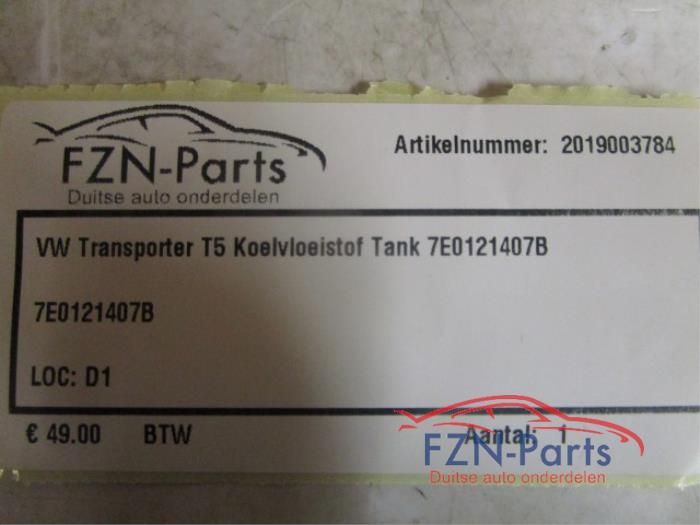 FZN-Parts
Duitse auto onderdelen
Artikelnummer: 2019003784
VW Transporter T5 Koelvloeistof Tank 7E0121407B
7E0121407B
LOC: D1
€ 49.00 BTW Aantal: 1
FZN-Parts
Duitse auto onderdelen